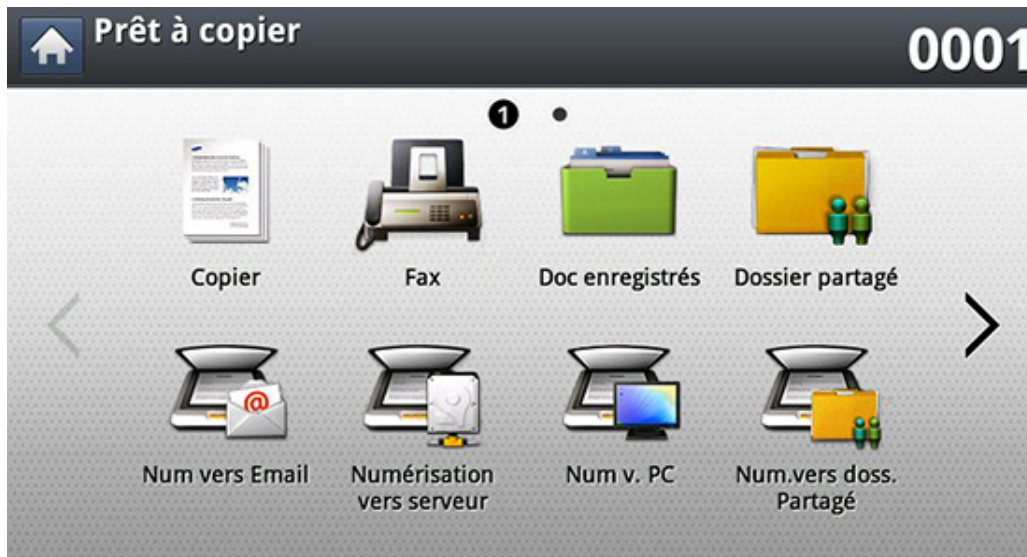 Prêt à copier
0001
1
Copier
Fax
Doc enregistrés
Dossier partagé
Num vers Email
Numérisation
vers serveur
Num v. PC
Num.vers doss.
Partagé